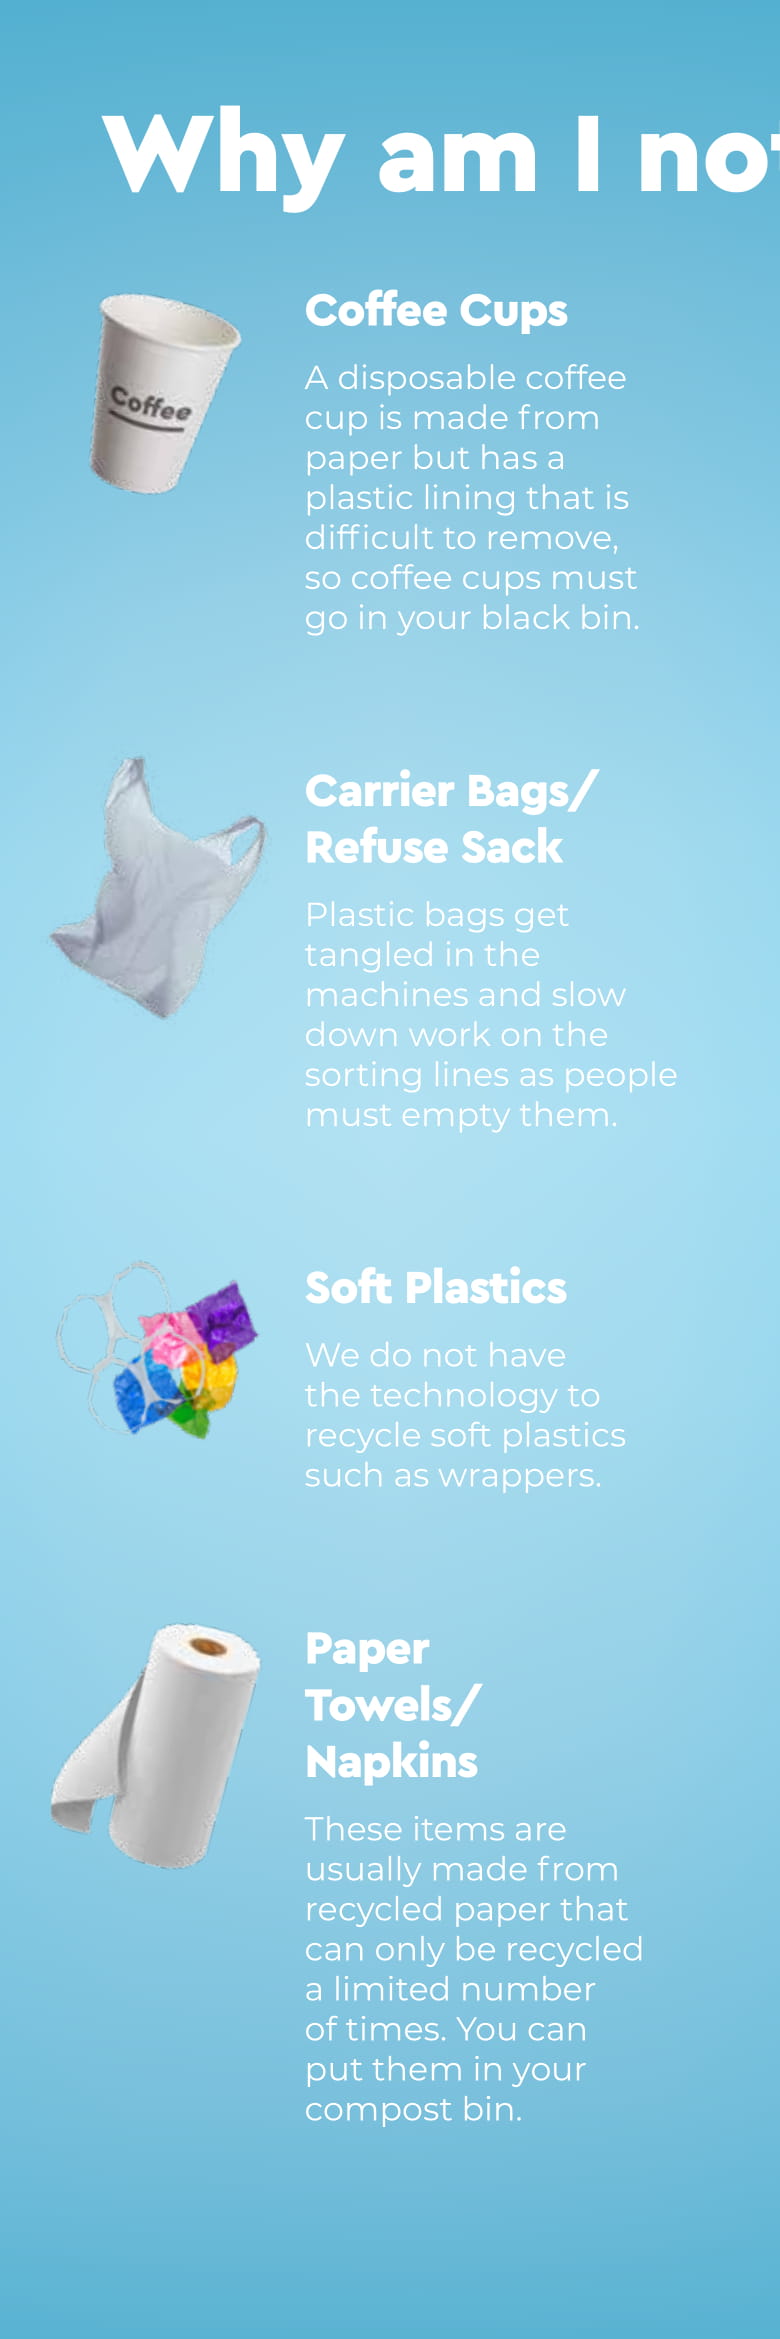 Why am I not
Coffee
Coffee Cups
A disposable coffee
cup is made from
paper but has a
plastic lining that is
difficult to remove,
so coffee cups must
go in your black bin.
Carrier Bags/
Refuse Sack
Plastic bags get
tangled in the
machines and slow
down work on the
sorting lines as people
must empty them.
Soft Plastics
We do not have
the technology to
recycle soft plastics
such as wrappers.
Paper
Towels/
Napkins
These items are
usually made from
recycled paper that
can only be recycled
a limited number
of times. You can
put them in your
compost bin.